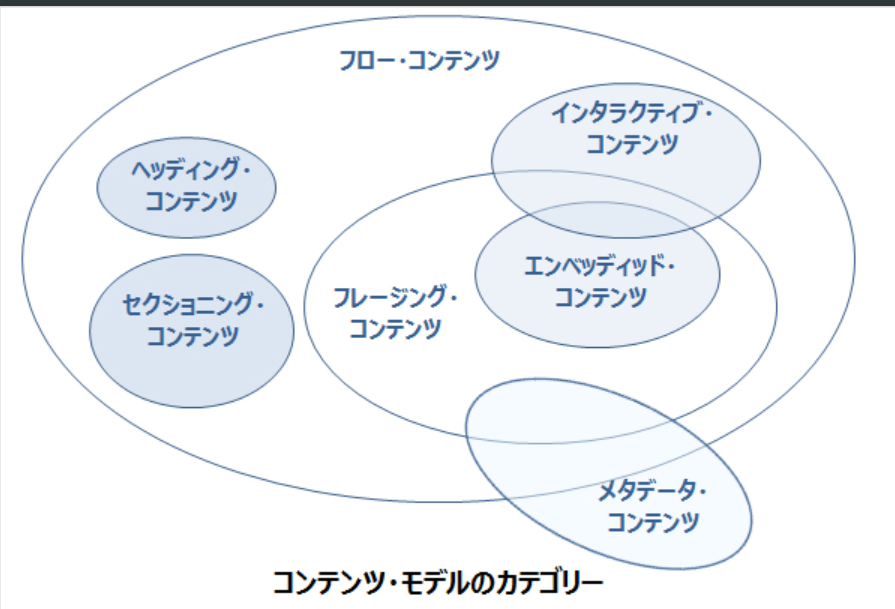 フロー・コンテンツ
インタラクティブ・
コンテンツ
ヘッディング・
コンテンツ
エンベッディッド・
コンテンツ
セクショニング・
コンテンツ
フレージング・
コンテンツ
メタデータ・
コンテンツ
コンテンツ・モデルのカテゴリー